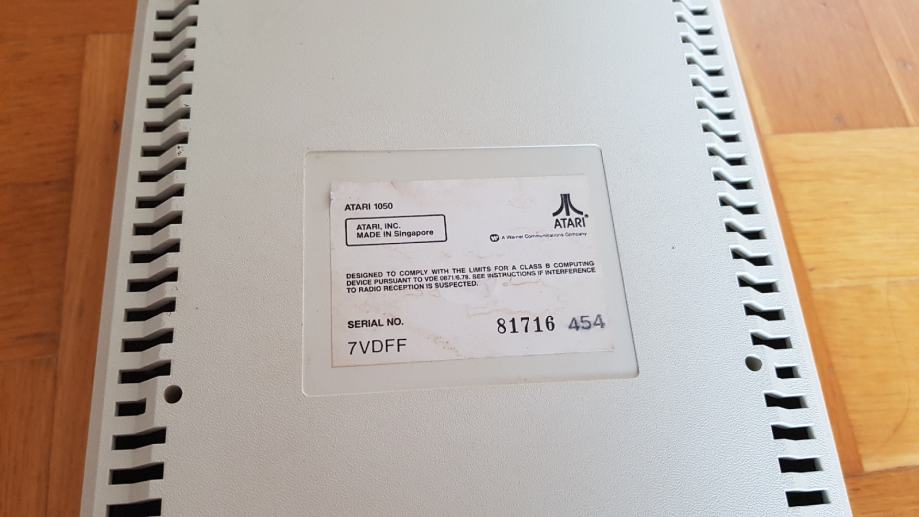 ATARI 1050
ATARI, INC.
MADE IN Singapore
ATARI®
A Warner Communications Company
DESIGNED TO COMPLY WITH THE LIMITS FOR A CLASS B COMPUTING
DEVICE PURSUANT TO VDE 0871/6.78. SEE INSTRUCTIONS IF INTERFERENCE
TO RADIO RECEPTION IS SUSPECTED.
SERIAL NO.
7VDFF
81716 454